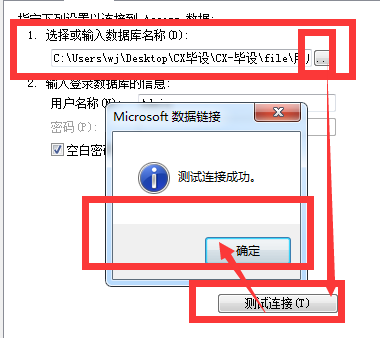 指定下列设置以连接到 Access 数据:
1. 选择或输入数据库名称(D):
C:\Users\wj\Desktop\CX毕设\CX-毕设\file\
...
2. 输入登录数据库的信息:
用户名称(N):
密码(P):
空白密码
Microsoft 数据链接
测试连接成功。
确定
测试连接(T)